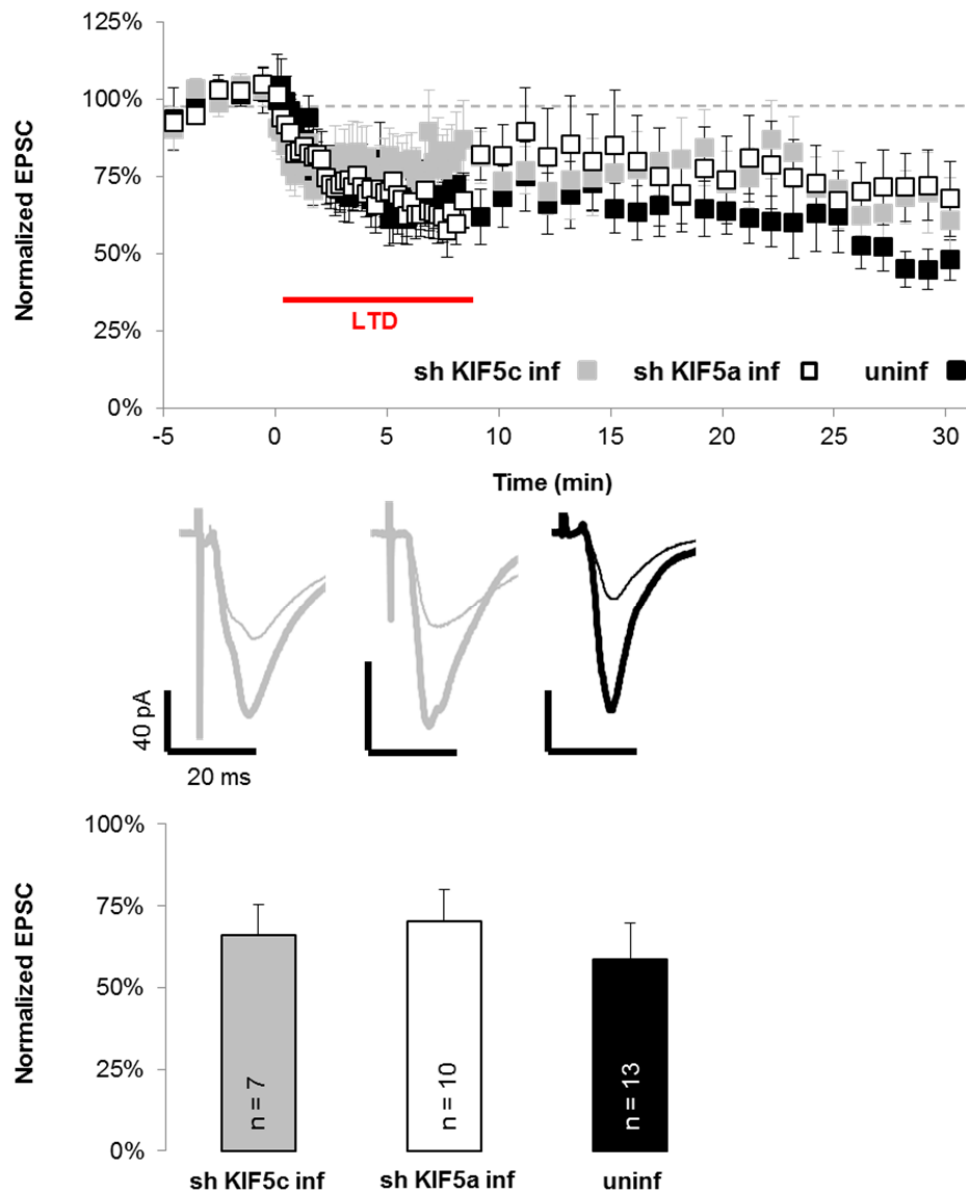 125%
100%
75%
50%
25%
0%
Normalized EPSC
LTD
sh KIF5c inf sh KIF5a inf uninf
-5 0 5 10 15 20 25 30
Time (min)
40 pA
20 ms
100%
75%
50%
25%
0%
Normalized EPSC
n = 7
n = 10
n = 13
sh KIF5c inf sh KIF5a inf uninf